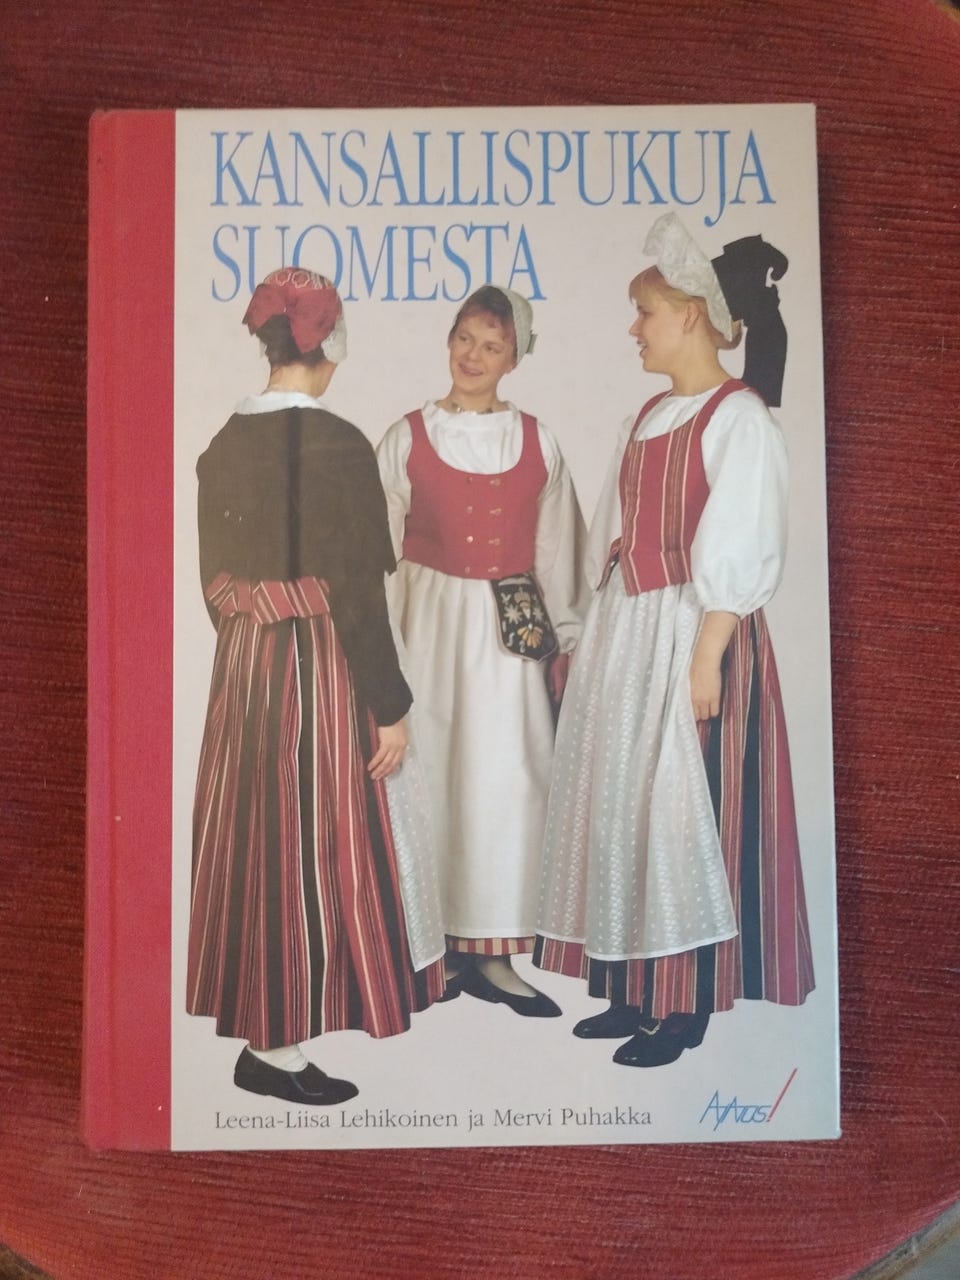 KANSALLISPUKUJA
SUOMESTA
Leena-Liisa Lehikoinen ja Mervi Puhakka
AJATUS!